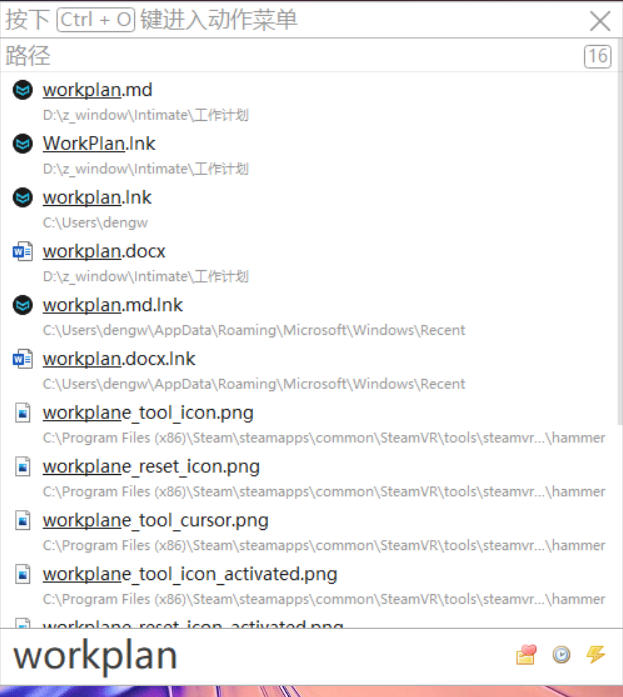 按下 Ctrl + O 键进入动作菜单
路径 16
workplan.md
D:\z_window\Intimate\工作计划
WorkPlan.lnk
D:\z_window\Intimate\工作计划
workplan.lnk
C:\Users\dengw
workplan.docx
D:\z_window\Intimate\工作计划
workplan.md.lnk
C:\Users\dengw\AppData\Roaming\Microsoft\Windows\Recent
workplan.docx.lnk
C:\Users\dengw\AppData\Roaming\Microsoft\Windows\Recent
workplane_tool_icon.png
C:\Program Files (x86)\Steam\steamapps\common\SteamVR\tools\steamvr...\hammer
workplane_reset_icon.png
C:\Program Files (x86)\Steam\steamapps\common\SteamVR\tools\steamvr...\hammer
workplane_tool_cursor.png
C:\Program Files (x86)\Steam\steamapps\common\SteamVR\tools\steamvr...\hammer
workplane_tool_icon_activated.png
C:\Program Files (x86)\Steam\steamapps\common\SteamVR\tools\steamvr...\hammer
workplane_reset_icon_activated.png
workplan